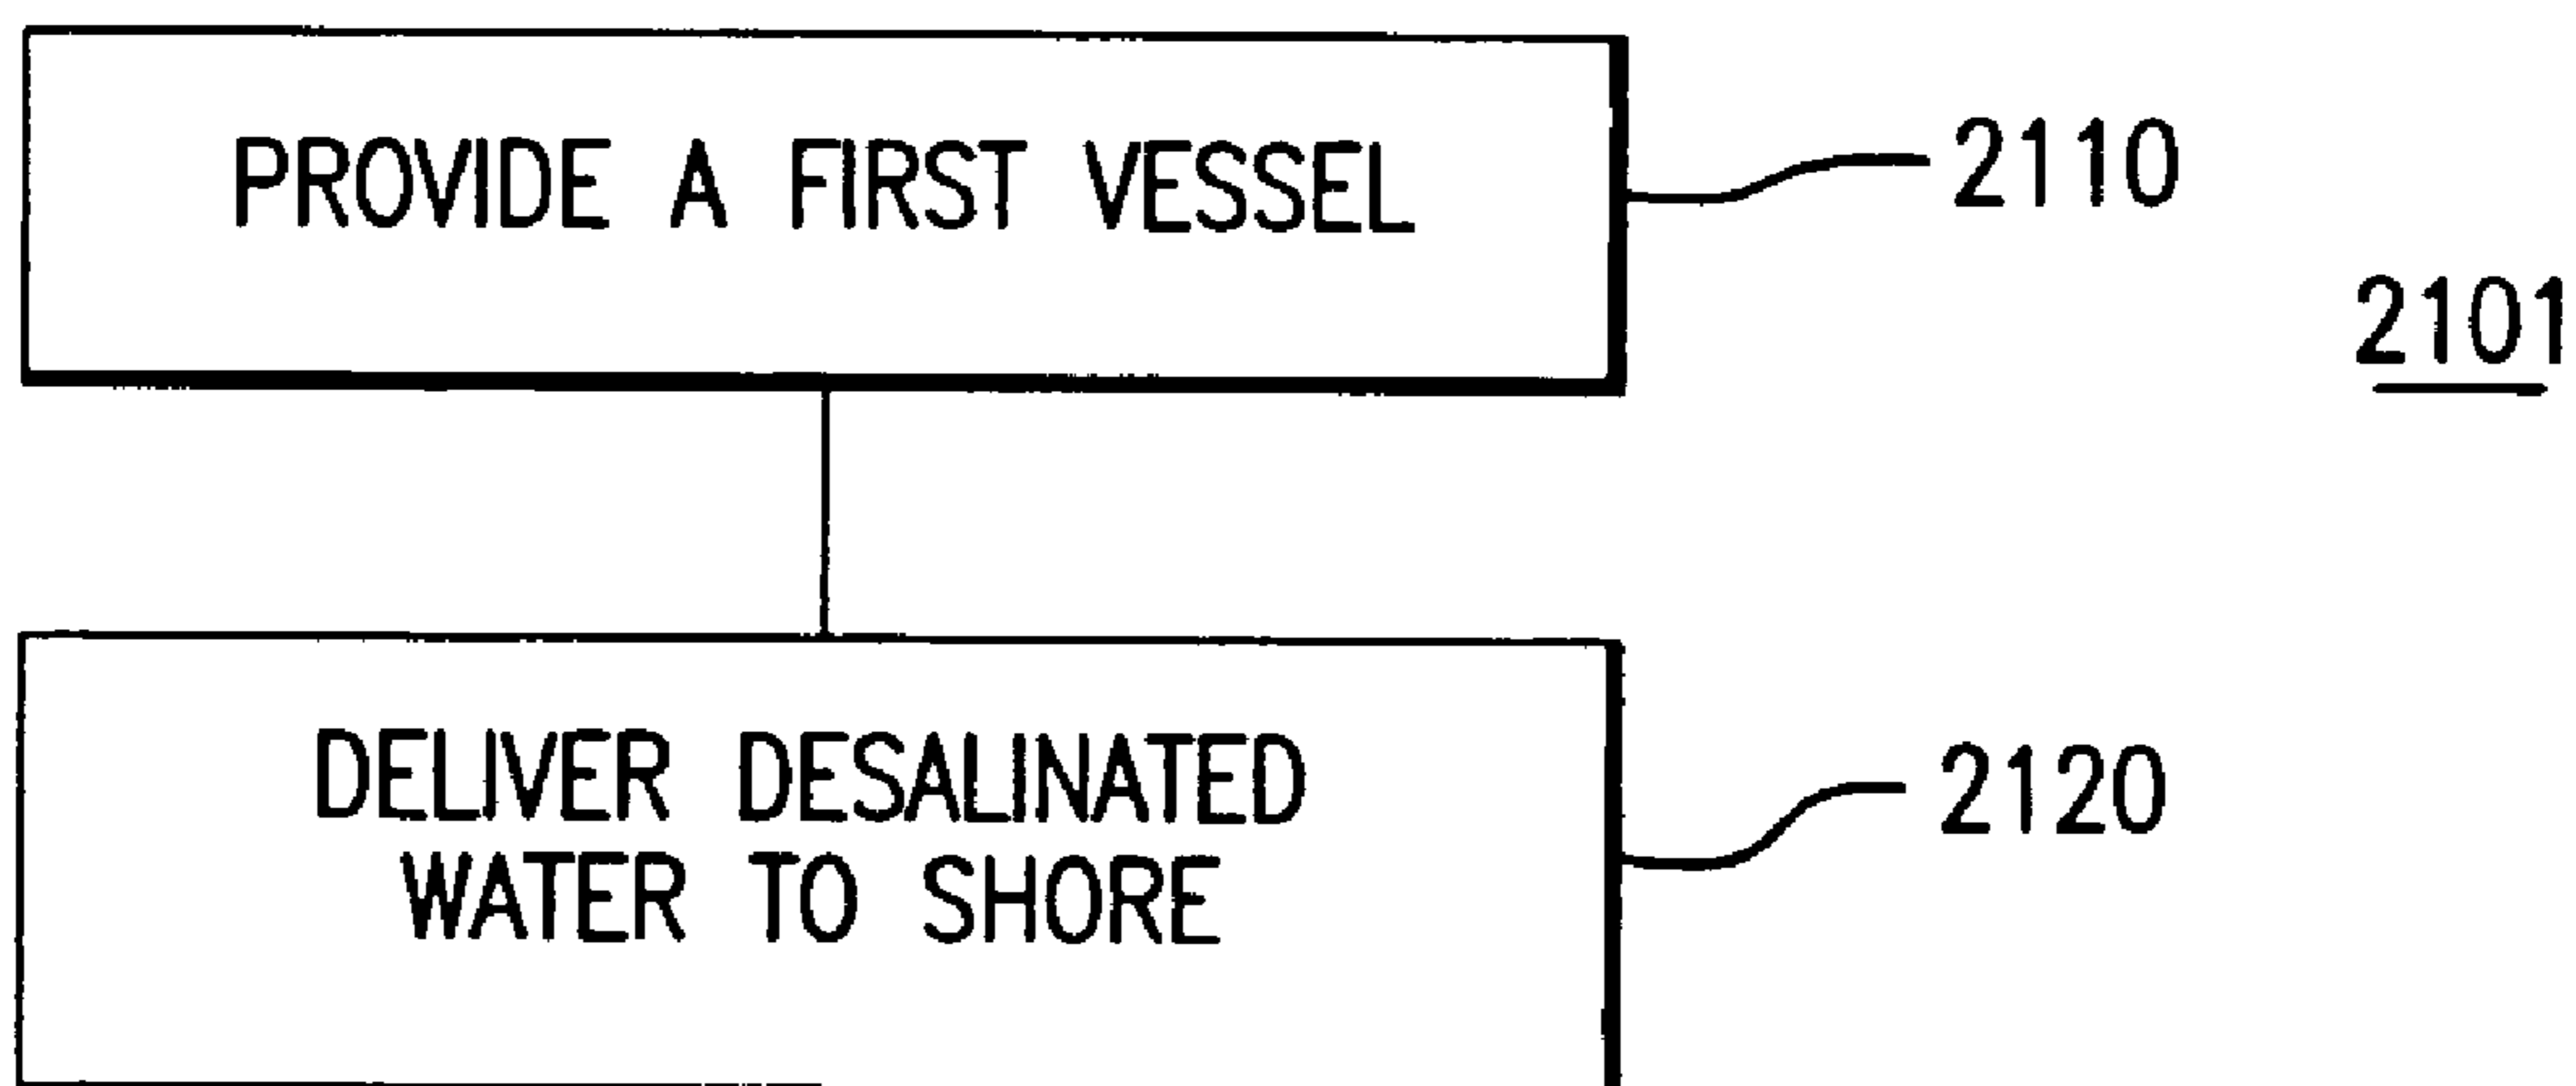 PROVIDE A FIRST VESSEL
2110
2101
DELIVER DESALINATED
WATER TO SHORE
2120